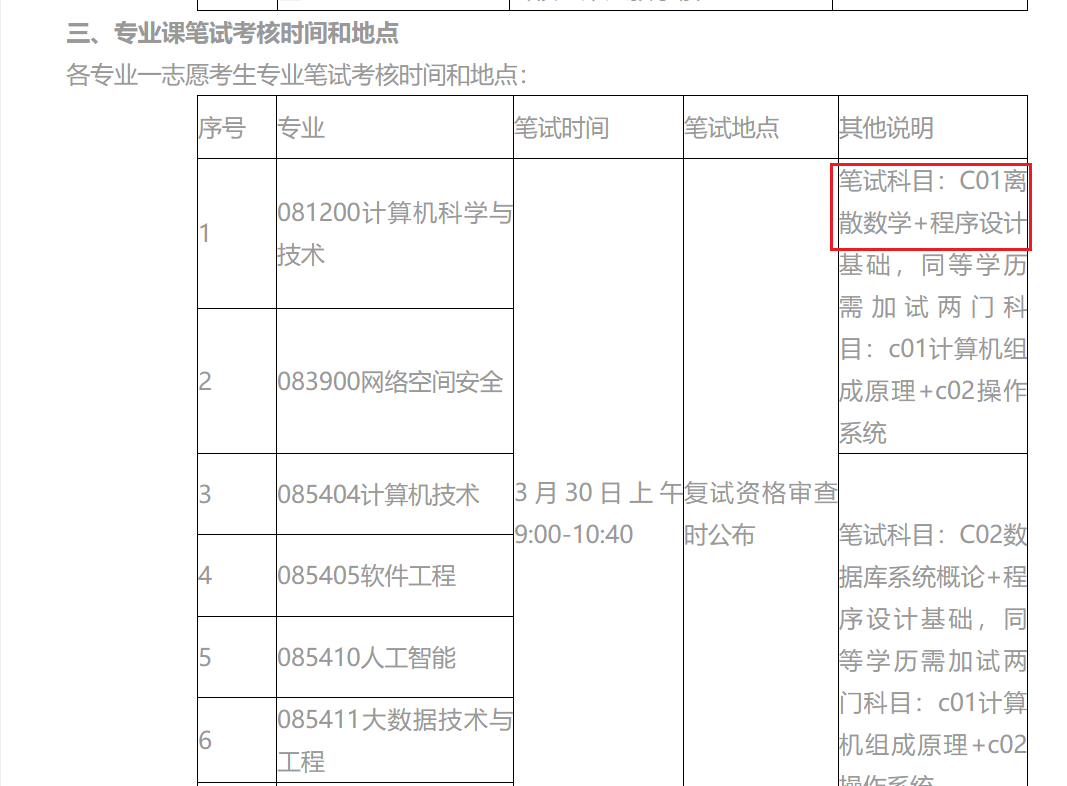 三、专业课笔试考核时间和地点
各专业一志愿考生专业笔试考核时间和地点：
序号 专业 笔试时间 笔试地点 其他说明
1
081200计算机科学与
技术
2
083900网络空间安全
3
085404计算机技术
4
085405软件工程
5
085410人工智能
6
085411大数据技术与
工程
3月30日上午
9:00-10:40
复试资格审查
时公布
笔试科目：C01离
散数学+程序设计
基础，同等学历
需加试两门科
目：c01计算机组
成原理+c02操作
系统
笔试科目：C02数
据库系统概论+程
序设计基础，同
等学历需加试两
门科目：c01计算
机组成原理+c02
操作系统